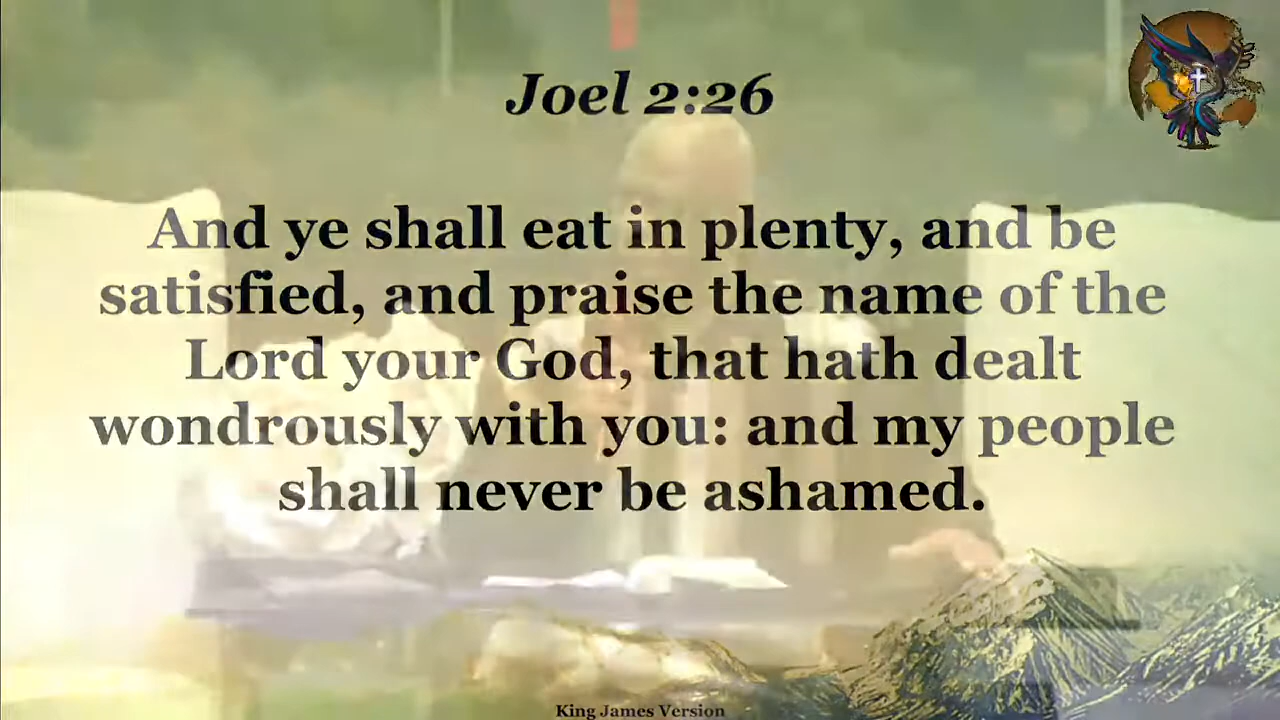 Joel 2:26
And ye shall eat in plenty, and be
satisfied, and praise the name of the
Lord your God, that hath dealt
wondrously with you: and my people
shall never be ashamed.
King James Version